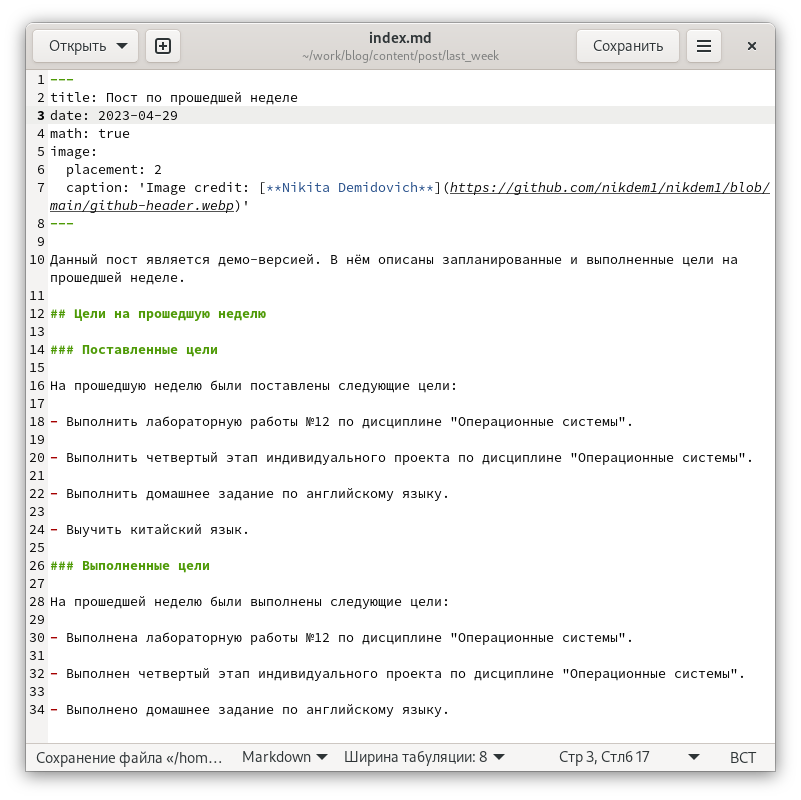 Открыть
index.md
~/work/blog/content/post/last_week
Сохранить
1 ---
2 title: Пост по прошедшей неделе
3 date: 2023-04-29
4 math: true
5 image:
6   placement: 2
7   caption: 'Image credit: [**Nikita Demidovich**](https://github.com/nikdem1/nikdem1/blob/
main/github-header.webp)'
8 ---
9
10 Данный пост является демо-версией. В нём описаны запланированные и выполненные цели на
прошедшей неделе.
11
12 ## Цели на прошедшую неделю
13
14 ### Поставленные цели
15
16 На прошедшую неделю были поставлены следующие цели:
17
18 - Выполнить лабораторную работы №12 по дисциплине "Операционные системы".
19
20 - Выполнить четвертый этап индивидуального проекта по дисциплине "Операционные системы".
21
22 - Выполнить домашнее задание по английскому языку.
23
24 - Выучить китайский язык.
25
26 ### Выполненные цели
27
28 На прошедшей неделю были выполнены следующие цели:
29
30 - Выполнена лабораторную работы №12 по дисциплине "Операционные системы".
31
32 - Выполнен четвертый этап индивидуального проекта по дисциплине "Операционные системы".
33
34 - Выполнено домашнее задание по английскому языку.
Сохранение файла «/hom… Markdown Ширина табуляции: 8 Стр 3, Стлб 17 ВСТ